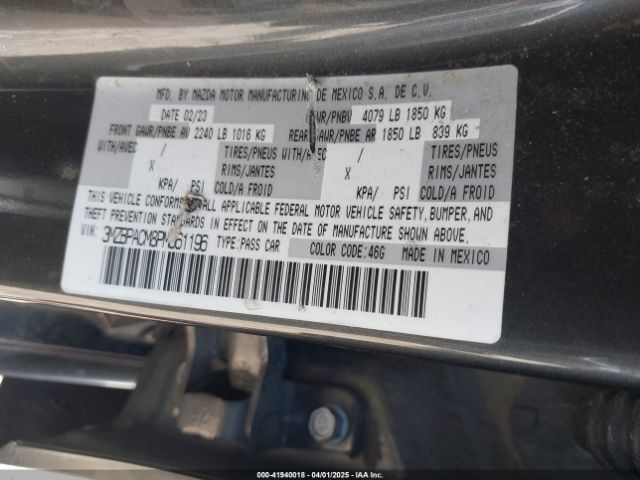 MFD. BY MAZDA MOTOR MANUFACTURING DE MEXICO S.A. DE C.V.
DATE 02/23 GVWR/PNBV 4079 LB 1850 KG
FRONT GAWR/PNBE AV 2240 LB 1016 KG REAR GAWR/PNBE AR 1850 LB 839 KG
WITH/AVEC / TIRES/PNEUS WITH/AVEC / TIRES/PNEUS
X RIMS/JANTES X RIMS/JANTES
KPA/ PSI COLD/A FROID KPA/ PSI COLD/A FROID
THIS VEHICLE CONFORMS TO ALL APPLICABLE FEDERAL MOTOR VEHICLE SAFETY, BUMPER, AND
THEFT PREVENTION STANDARDS IN EFFECT ON THE DATE OF MANUFACTURE SHOWN ABOVE.
VIN: TYPE:PASS CAR COLOR CODE:46G MADE IN MEXICO
000-41940018 - 04/01/2025 - IAAI.com